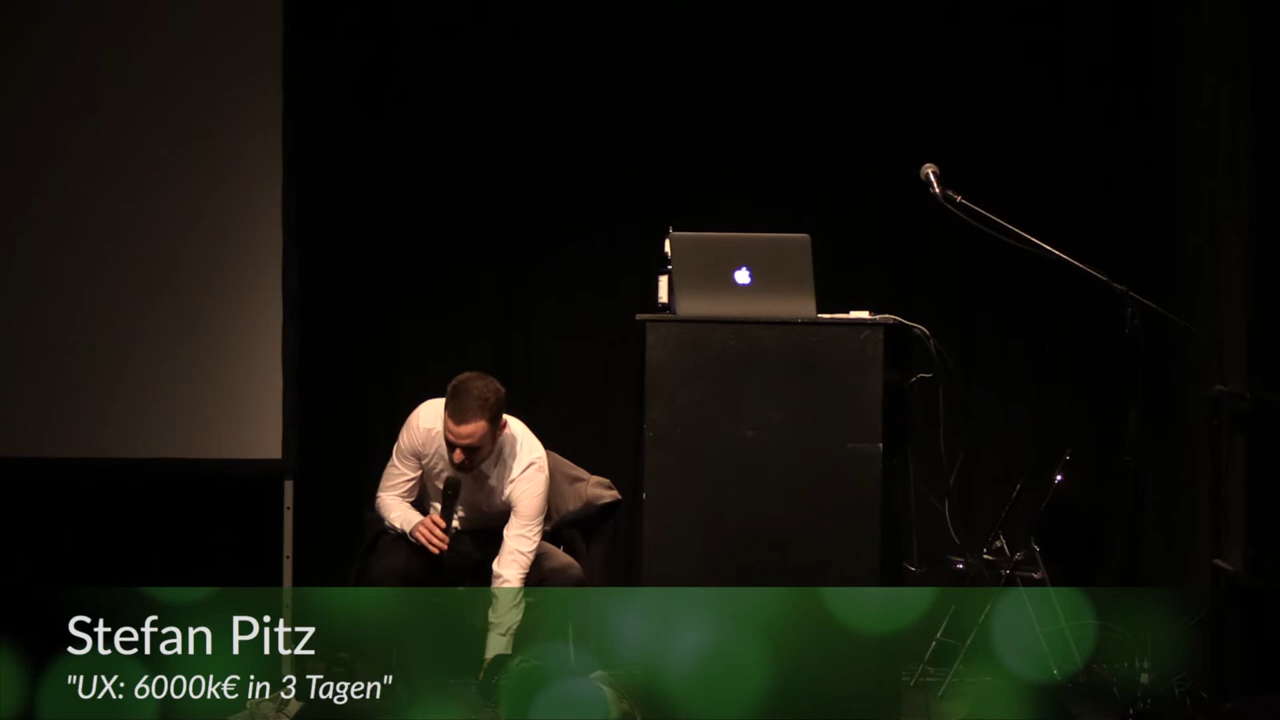 Stefan Pitz
"UX: 6000k€ in 3 Tagen"